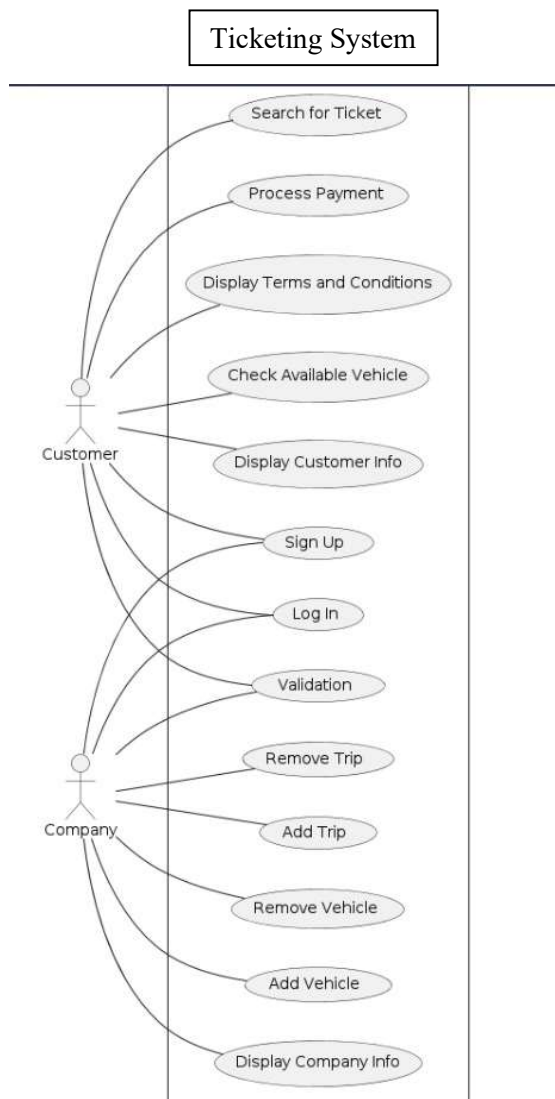 Ticketing System
Search for Ticket
Process Payment
Display Terms and Conditions
Check Available Vehicle
Customer
Display Customer Info
Sign Up
Log In
Validation
Remove Trip
Company
Add Trip
Remove Vehicle
Add Vehicle
Display Company Info